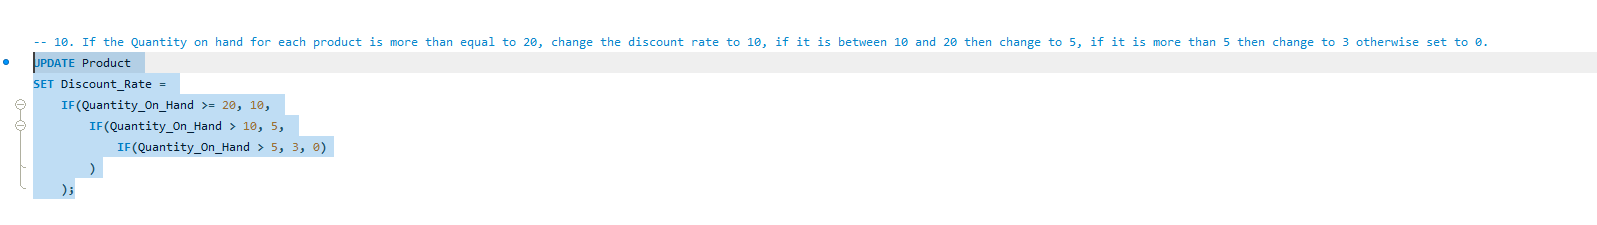 -- 10. If the Quantity on hand for each product is more than equal to 20, change the discount rate to 10, if it is between 10 and 20 then change to 5, if it is more than 5 then change to 3 otherwise set to 0.
UPDATE Product
SET Discount_Rate =
    IF(Quantity_On_Hand >= 20, 10,
        IF(Quantity_On_Hand > 10, 5,
            IF(Quantity_On_Hand > 5, 3, 0)
        )
    );